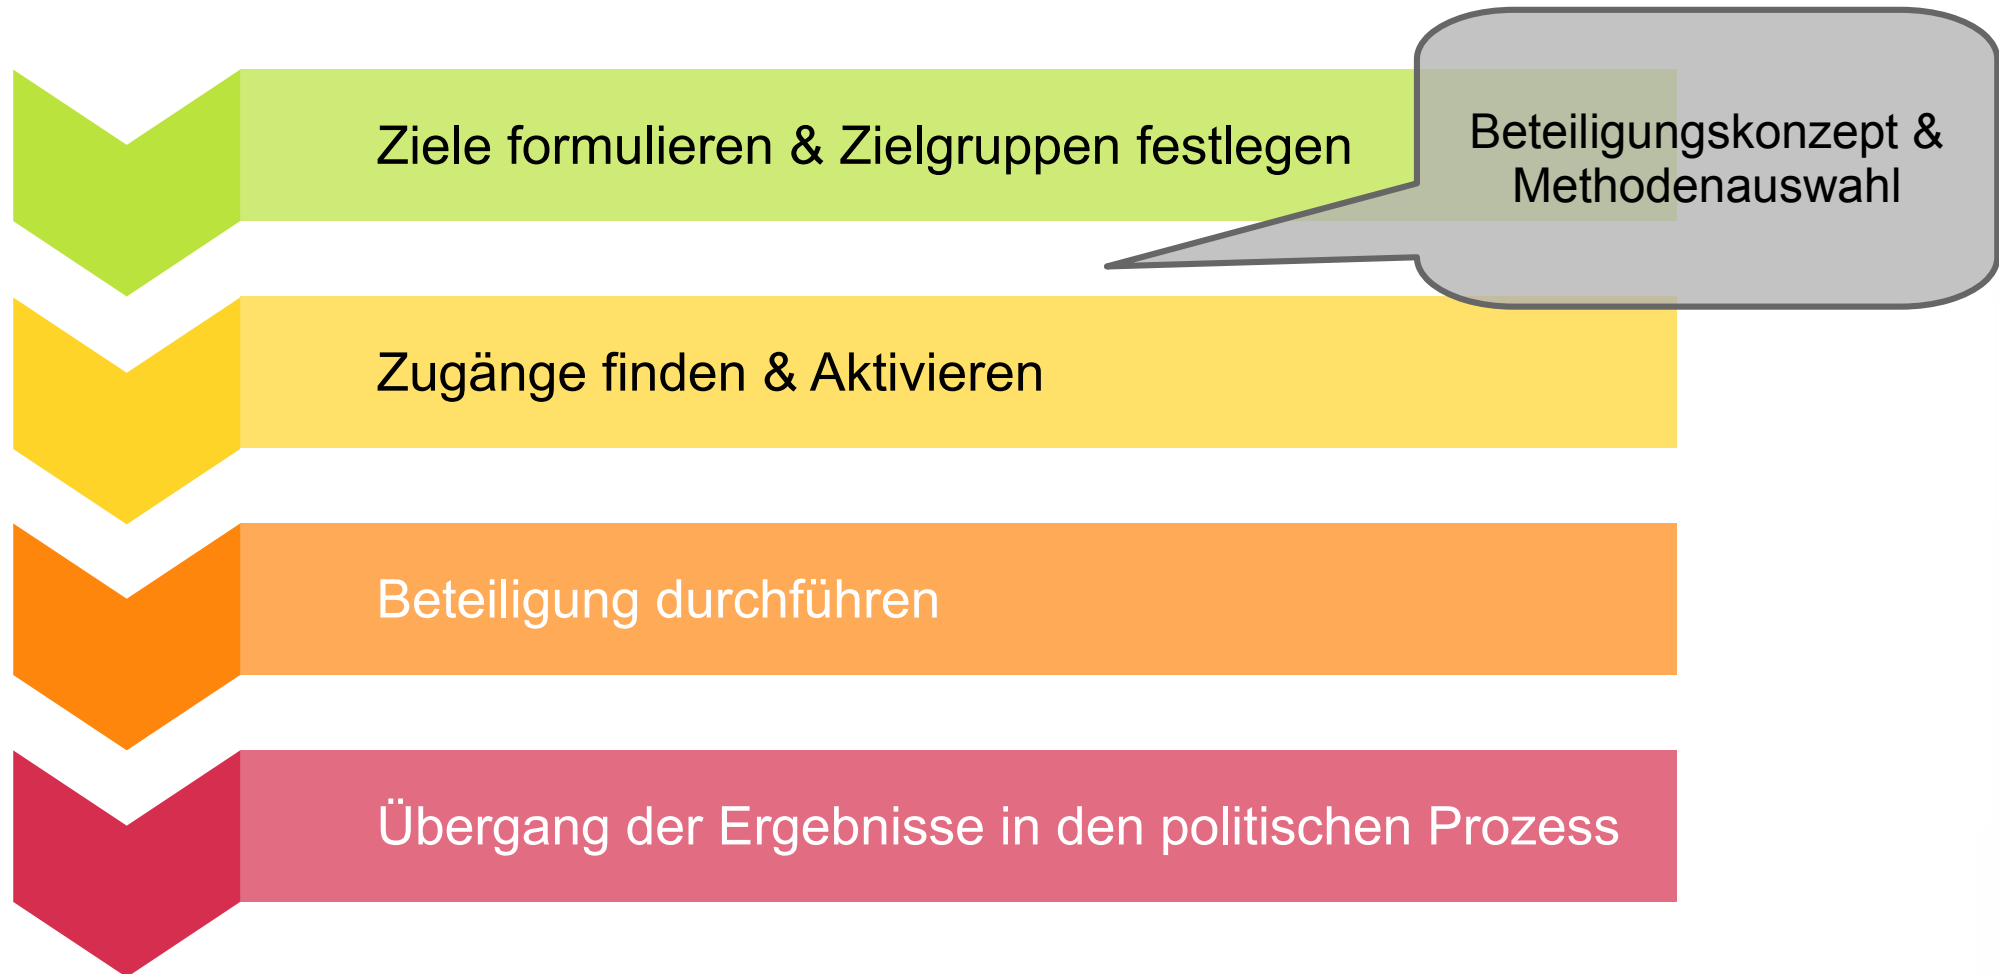 Ziele formulieren & Zielgruppen festlegen
Beteiligungskonzept &
Methodenauswahl
Zugänge finden & Aktivieren
Beteiligung durchführen
Übergang der Ergebnisse in den politischen Prozess